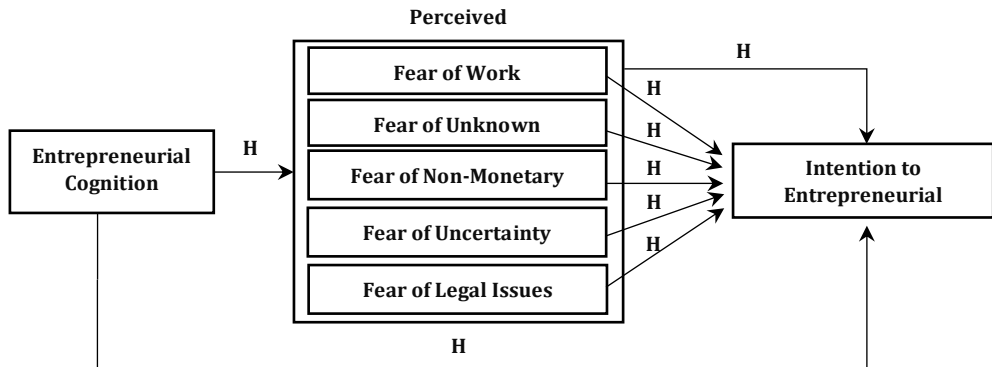 Perceived
H
Fear of Work
H
Fear of Unknown
H
Entrepreneurial
Cognition
H
Fear of Non-Monetary
H
Intention to
Entrepreneurial
H
Fear of Uncertainty
H
Fear of Legal Issues
H